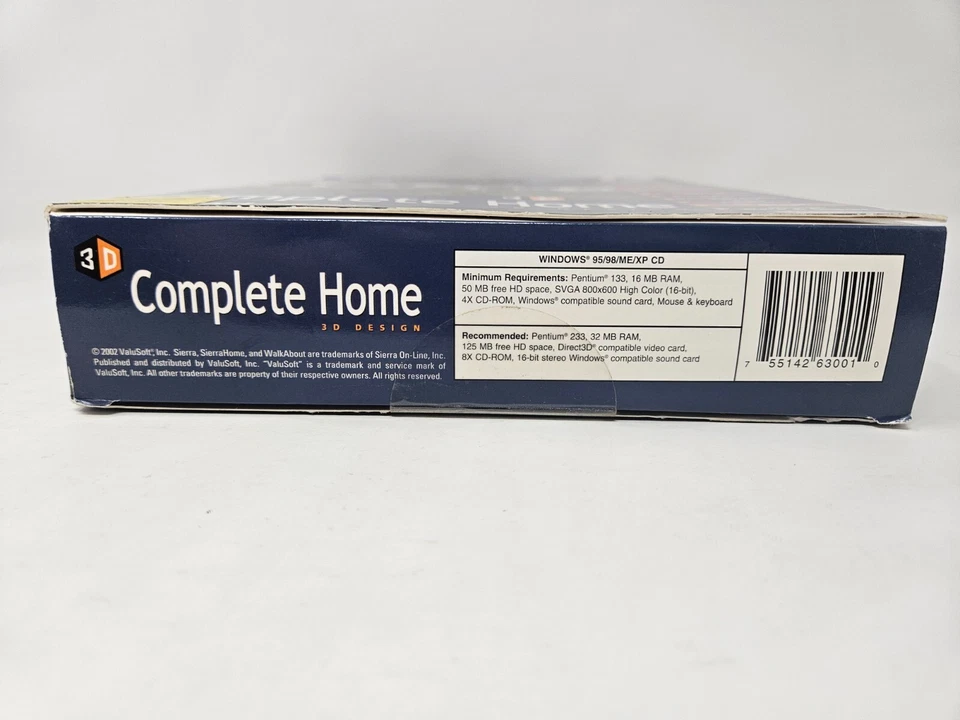 plete Home
3D
Complete Home
3D DESIGN
© 2002 ValuSoft, Inc. Sierra, SierraHome, and WalkAbout are trademarks of Sierra On-Line, Inc.
Published and distributed by ValuSoft, Inc. "ValuSoft" is a trademark and service mark of
ValuSoft, Inc. All other trademarks are property of their respective owners. All rights reserved.
WINDOWS® 95/98/ME/XP CD
Minimum Requirements: Pentium® 133, 16 MB RAM,
50 MB free HD space, SVGA 800x600 High Color (16-bit),
4X CD-ROM, Windows® compatible sound card, Mouse & keyboard
Recommended: Pentium® 233, 32 MB RAM,
125 MB free HD space, Direct3D® compatible video card,
8X CD-ROM, 16-bit stereo Windows® compatible sound card
7 55142 63001 0